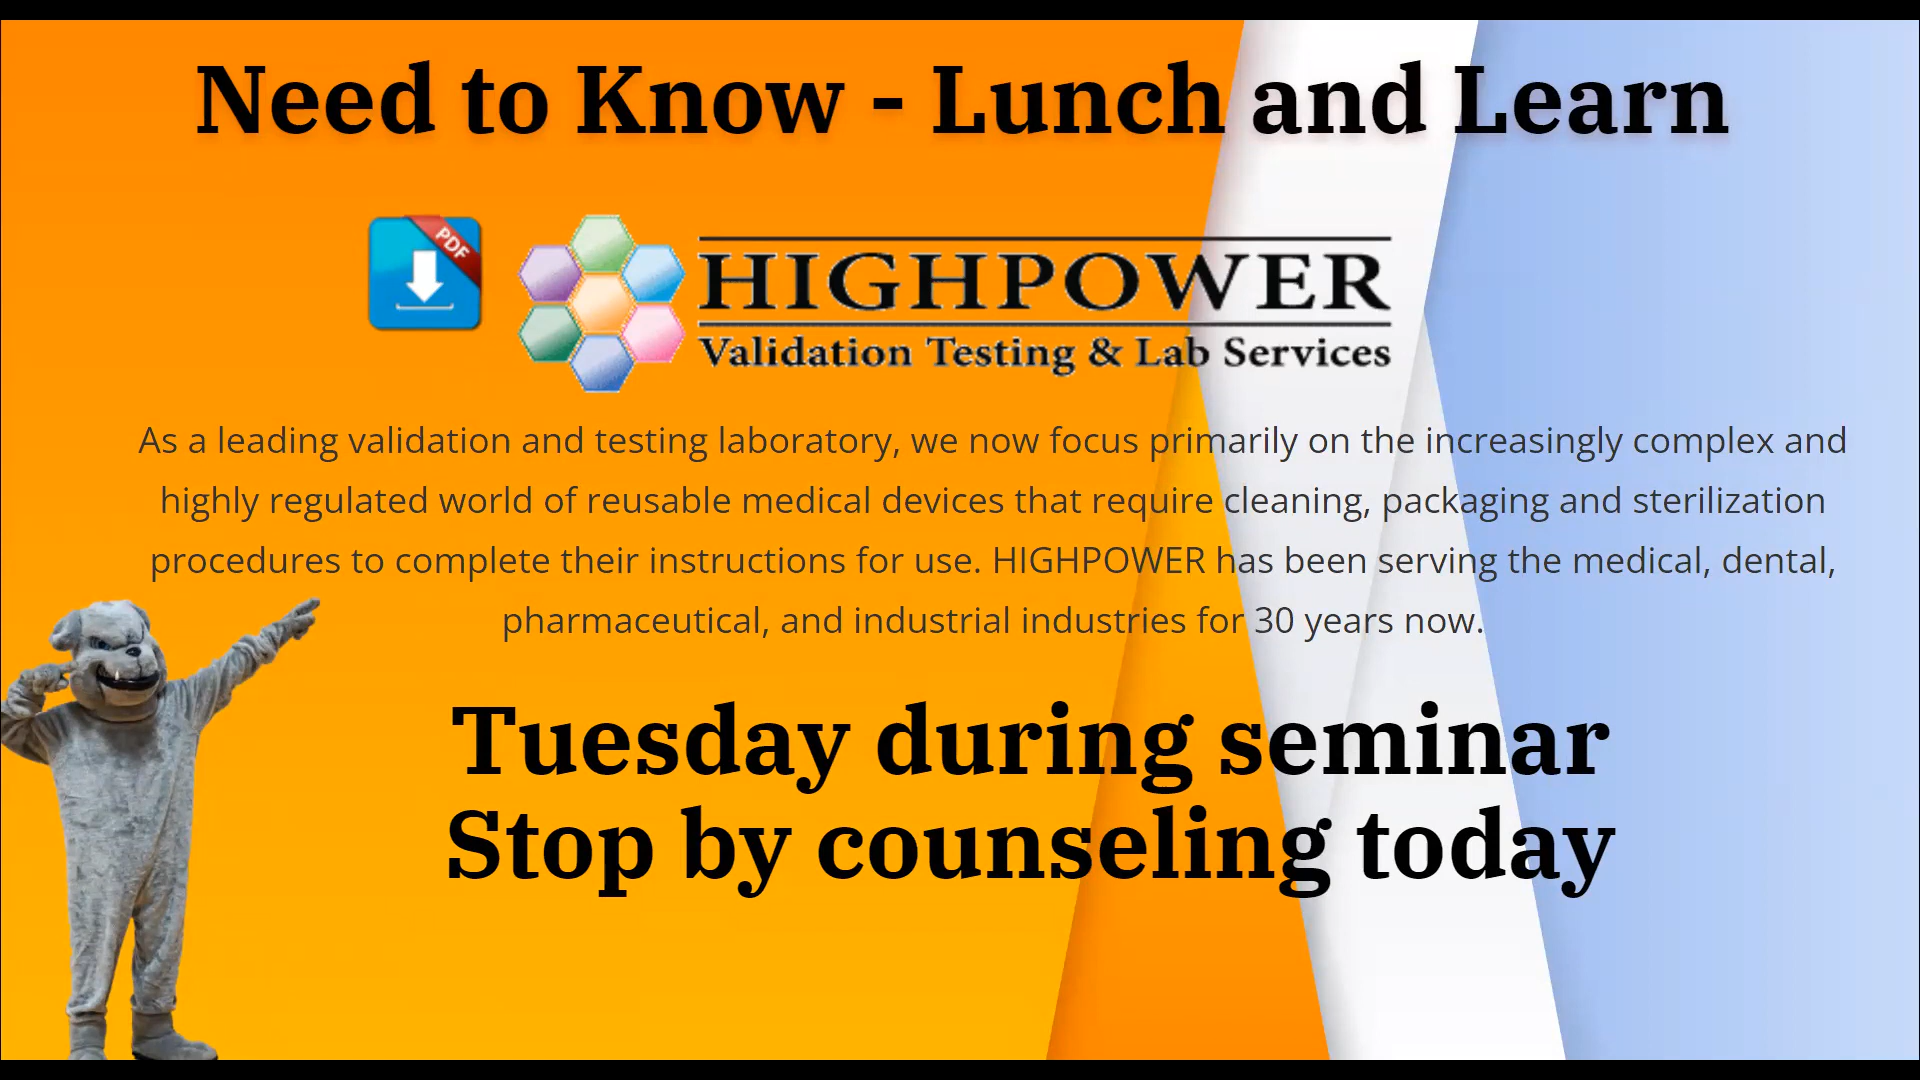 Need to Know - Lunch and Learn
PDF
HIGHPOWER
Validation Testing & Lab Services
As a leading validation and testing laboratory, we now focus primarily on the increasingly complex and
highly regulated world of reusable medical devices that require cleaning, packaging and sterilization
procedures to complete their instructions for use. HIGHPOWER has been serving the medical, dental,
pharmaceutical, and industrial industries for 30 years now.
Tuesday during seminar
Stop by counseling today